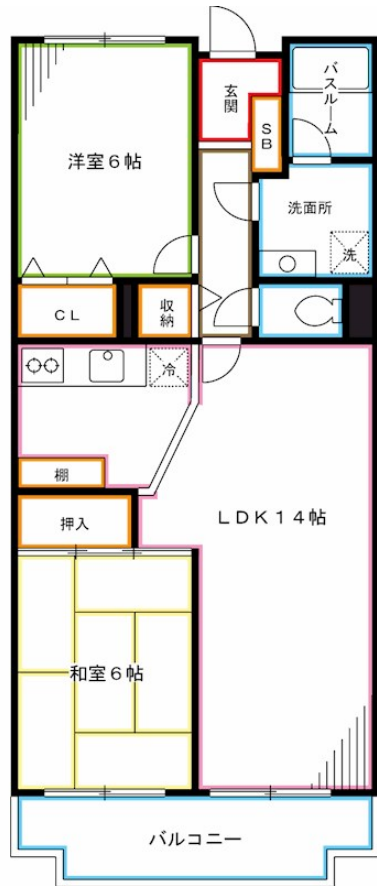 玄関
バスルーム
SB
洋室6帖
洗面所
洗
CL
収納
冷
棚
LDK14帖
押入
和室6帖
バルコニー